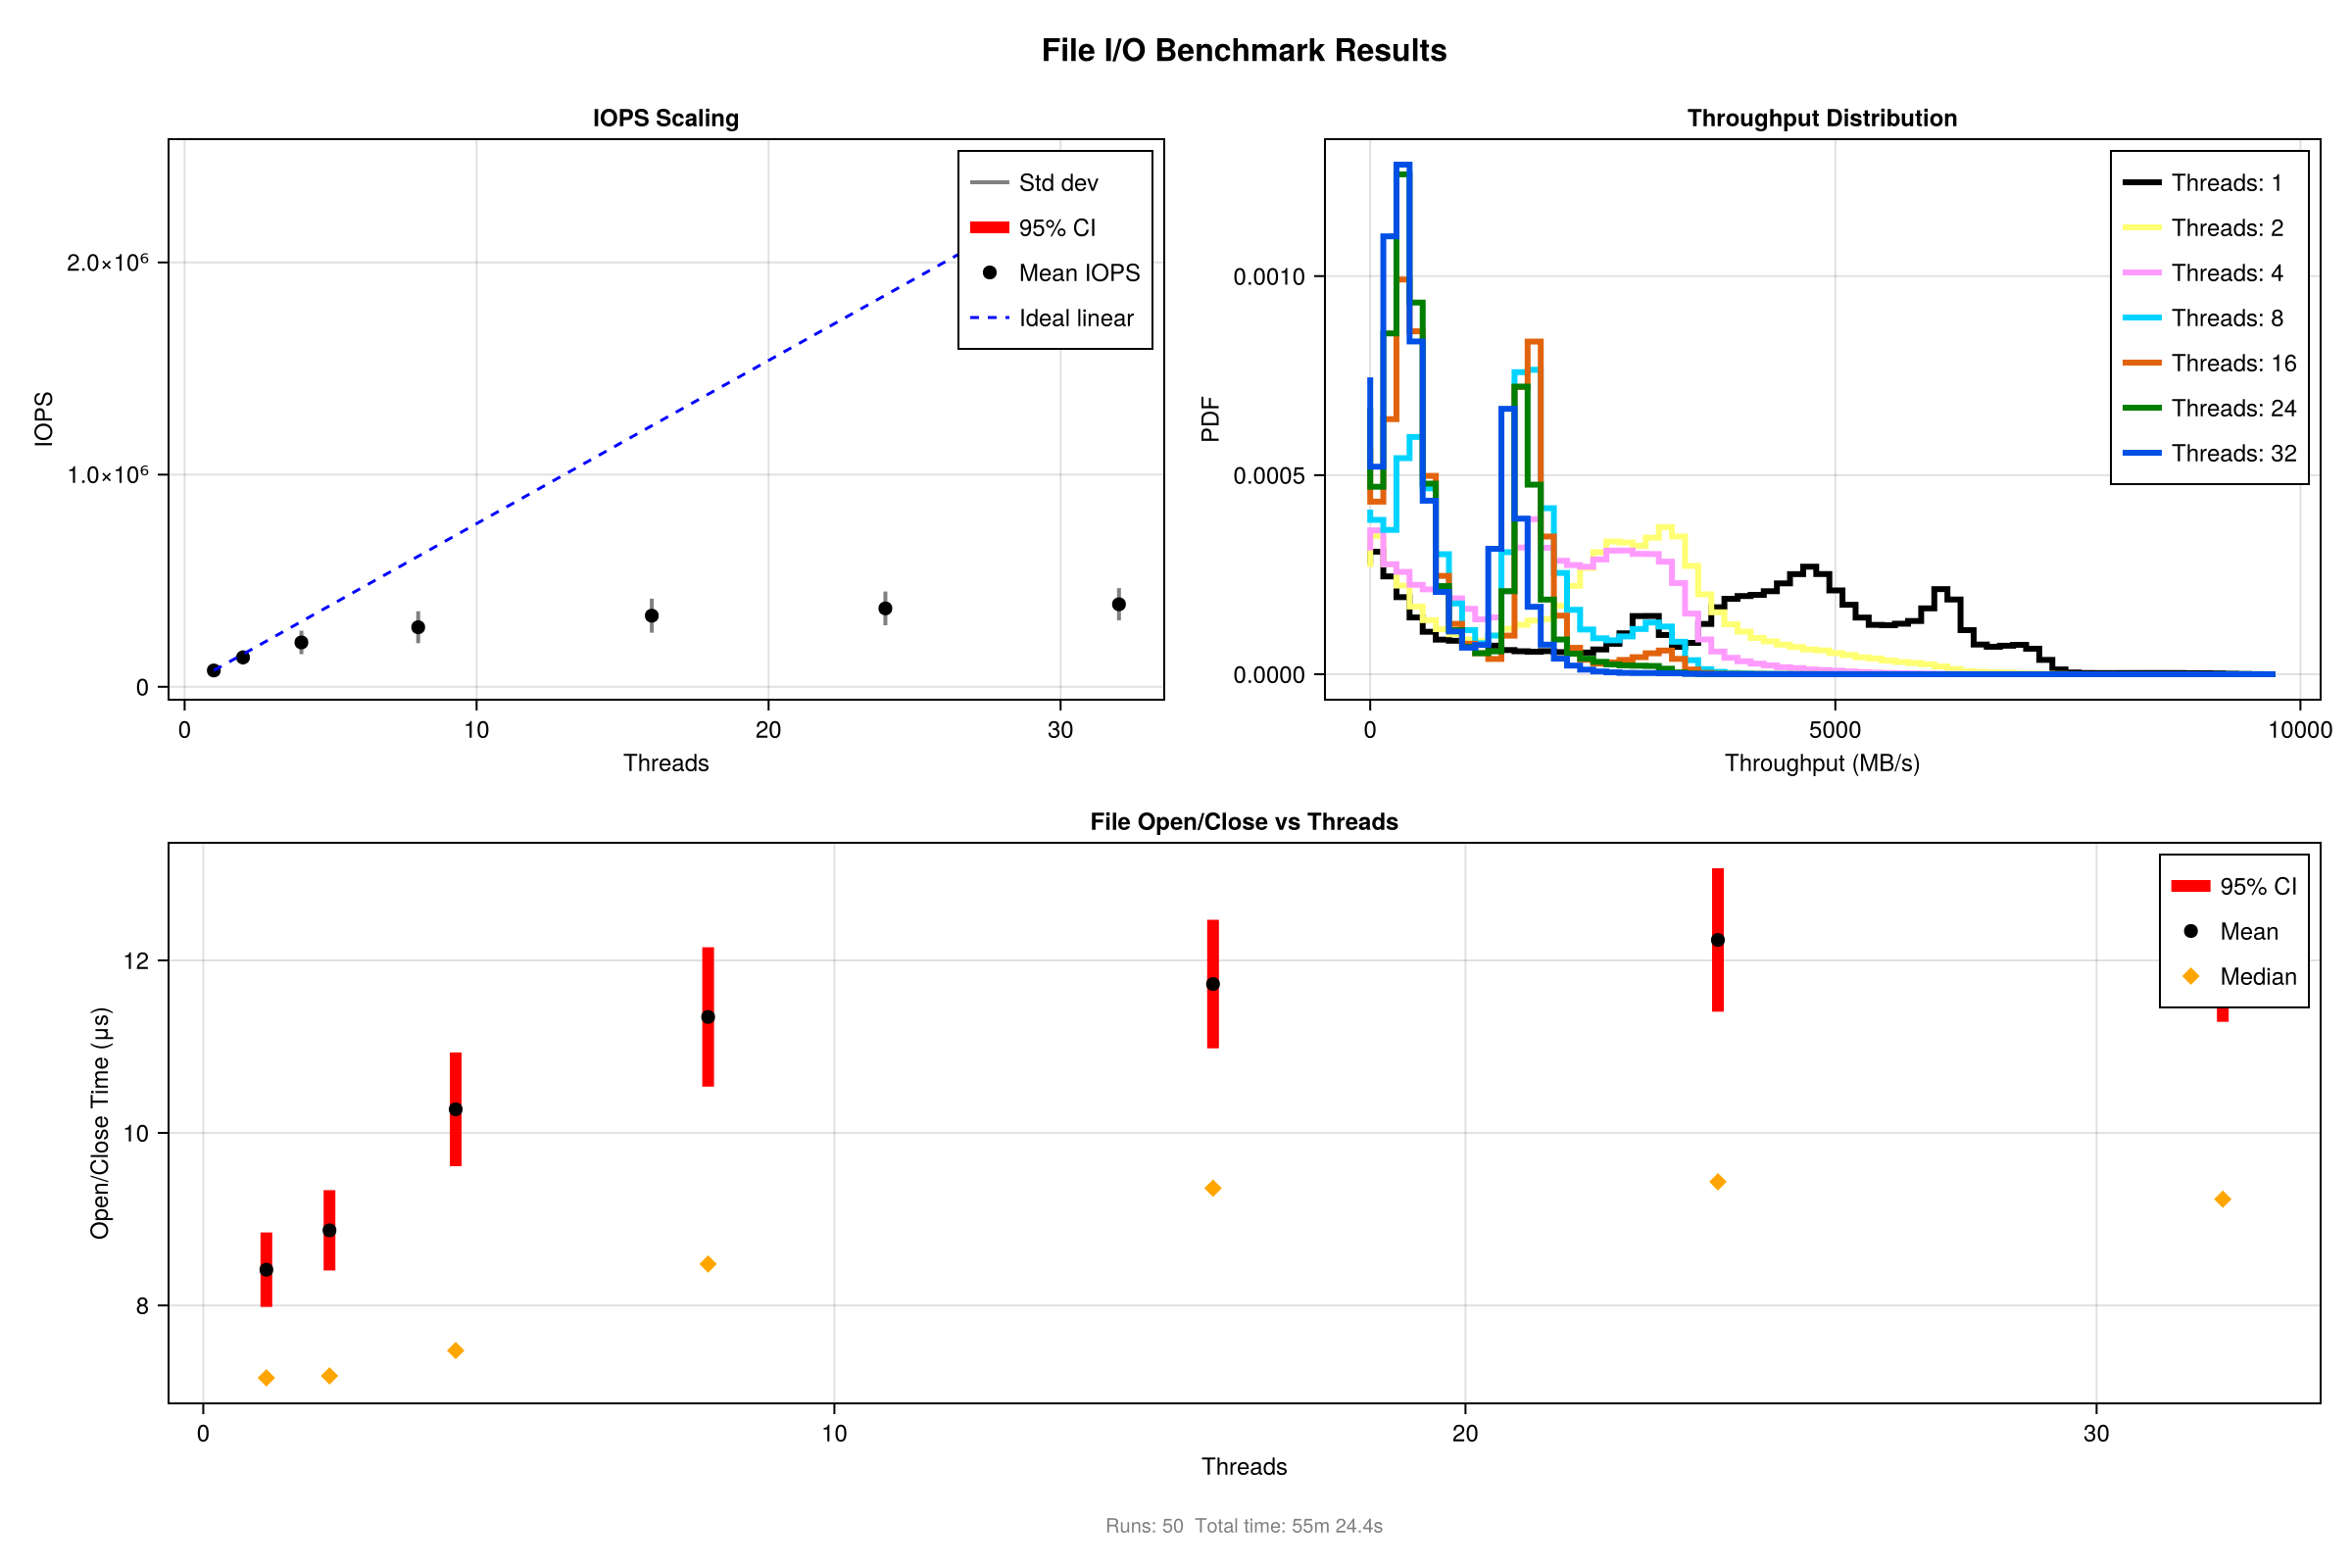 File I/O Benchmark Results
IOPS Scaling
IOPS
2.0×10⁶
1.0×10⁶
0
0 10 20 30
Threads
Std dev
95% CI
Mean IOPS
Ideal linear
Throughput Distribution
PDF
0.0010
0.0005
0.0000
0 5000 10000
Throughput (MB/s)
Threads: 1
Threads: 2
Threads: 4
Threads: 8
Threads: 16
Threads: 24
Threads: 32
File Open/Close vs Threads
Open/Close Time (μs)
12
10
8
0 10 20 30
Threads
95% CI
Mean
Median
Runs: 50  Total time: 55m 24.4s